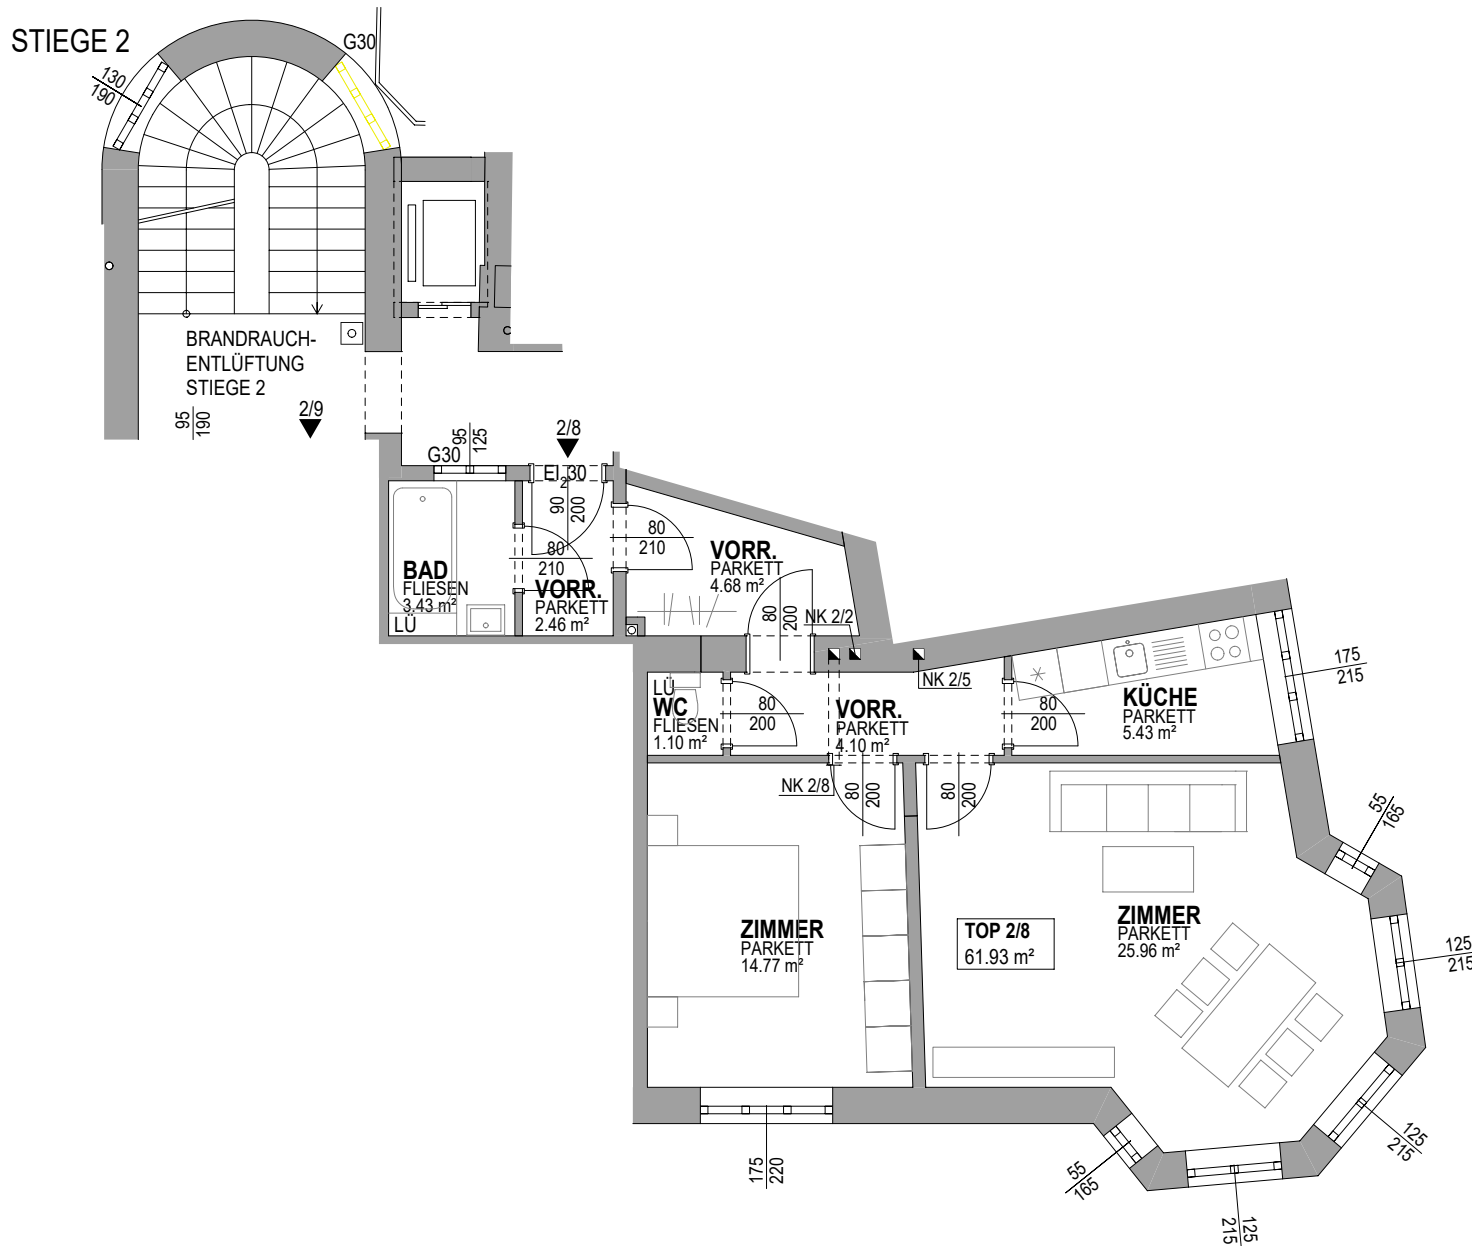 STIEGE 2
G30
130
190
BRANDRAUCH-
ENTLÜFTUNG
STIEGE 2
95
190
2/9
2/8
G30
95
125
EI₂30
90
200
80
210
80
210
BAD
FLIESEN
3.43 m²
LÜ
VORR.
PARKETT
2.46 m²
VORR.
PARKETT
4.68 m²
80
200
NK 2/2
NK 2/5
LÜ
WC
FLIESEN
1.10 m²
80
200
VORR.
PARKETT
4.10 m²
80
200
KÜCHE
PARKETT
5.43 m²
175
215
NK 2/8
80
200
80
200
55
165
ZIMMER
PARKETT
14.77 m²
TOP 2/8
61.93 m²
ZIMMER
PARKETT
25.96 m²
125
215
125
215
55
165
175
220
125
215